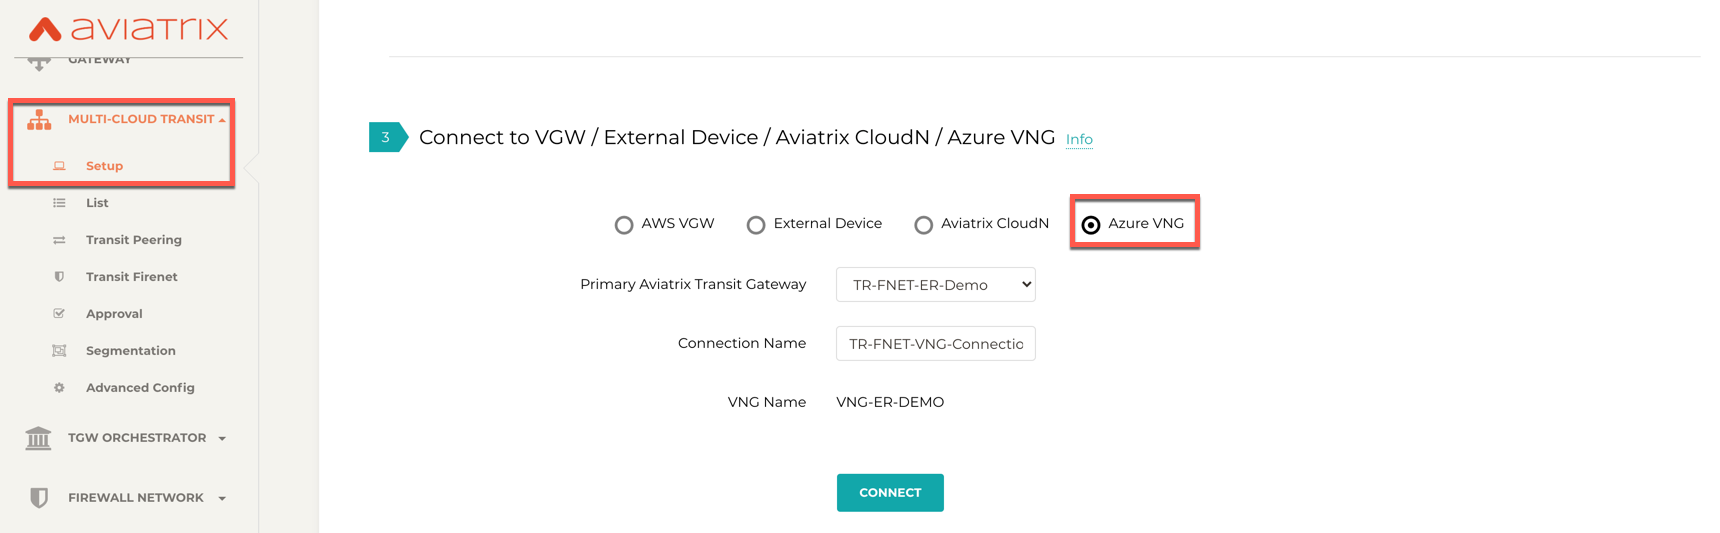 aviatrix
GATEWAY
MULTI-CLOUD TRANSIT
Setup
List
Transit Peering
Transit Firenet
Approval
Segmentation
Advanced Config
TGW ORCHESTRATOR
FIREWALL NETWORK
3 Connect to VGW / External Device / Aviatrix CloudN / Azure VNG Info
AWS VGW External Device Aviatrix CloudN Azure VNG
Primary Aviatrix Transit Gateway TR-FNET-ER-Demo
Connection Name TR-FNET-VNG-Connectio
VNG Name VNG-ER-DEMO
CONNECT